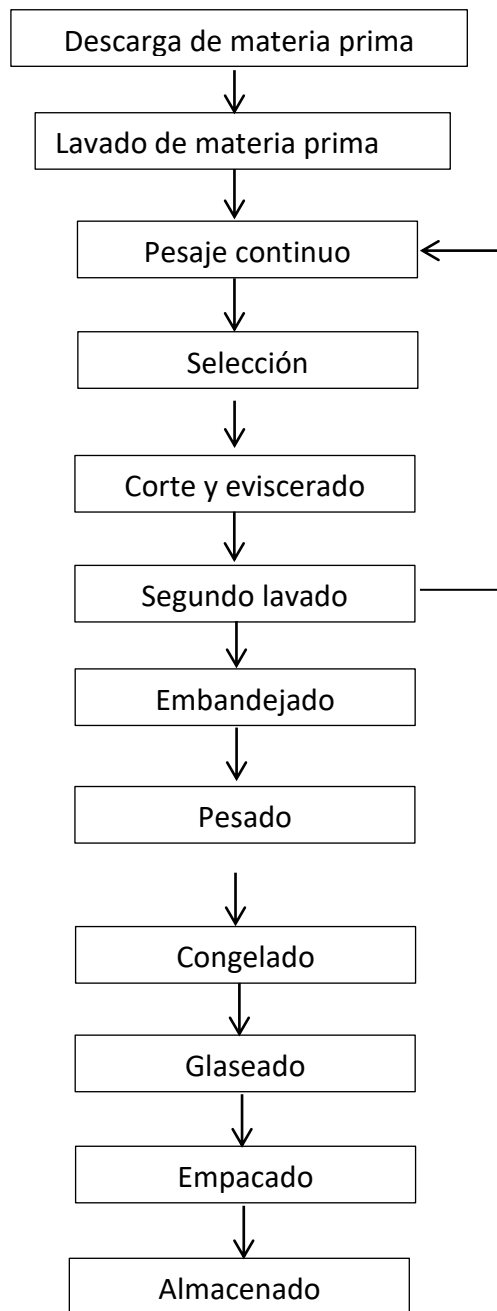 Descarga de materia prima
Lavado de materia prima
Pesaje continuo
Selección
Corte y eviscerado
Segundo lavado
Embandejado
Pesado
Congelado
Glaseado
Empacado
Almacenado